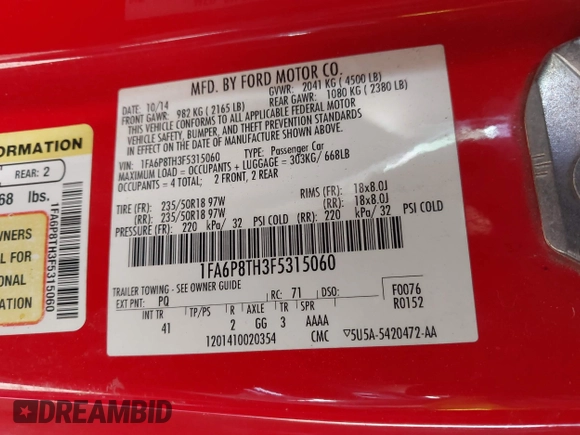 MFD. BY FORD MOTOR CO.
DATE: 10/14 GVWR: 2041 KG ( 4500 LB)
FRONT GAWR: 982 KG ( 2165 LB) REAR GAWR: 1080 KG ( 2380 LB)
THIS VEHICLE CONFORMS TO ALL APPLICABLE FEDERAL MOTOR
VEHICLE SAFETY, BUMPER, AND THEFT PREVENTION STANDARDS
IN EFFECT ON THE DATE OF MANUFACTURE SHOWN ABOVE.
VIN: 1FA6P8TH3F5315060 TYPE: Passenger Car
MAXIMUM LOAD = OCCUPANTS + LUGGAGE = 303KG/ 668LB
OCCUPANTS = 4 TOTAL; 2 FRONT, 2 REAR
TIRE (FR): 235/50R18 97W RIMS (FR): 18x8.0J
(RR): 235/50R18 97W (RR): 18x8.0J
PRESSURE (FR): 220 kPa/ 32 PSI COLD (RR): 220 kPa/ 32 PSI COLD
1FA6P8TH3F5315060
TRAILER TOWING - SEE OWNER GUIDE
EXT PNT: PQ RC: 71 DSO: F0076
R0152
INT TR TP/PS R AXLE TR SPR
41 2 GG 3 AAAA
1201410020354 CMC ▽5U5A-5420472-AA
FORMATION
REAR: 2
68 lbs.
WNERS
L FOR
IONAL
ATION
1FA6P8TH3F5315060
DREAMBID